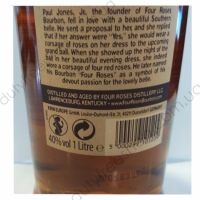 Paul Jones, Jr., the founder of Four Roses
Bourbon, fell in love with a beautiful Southern
belle. He sent a proposal to her and she replied
that if her answer were "Yes," she would wear a
corsage of roses on her dress to the upcoming
grand ball. When she showed up at the
ball in her beautiful evening dress, she indeed
wore a corsage of four red roses. He later named
his Bourbon "Four Roses" as a symbol of his
devout passion for the lovely belle.
DISTILLED AND AGED BY FOUR ROSES DISTILLERY LLC.
LAWRENCEBURG, KENTUCKY • WWW.FOURROSESBOURBON.COM
40% vol 1 Litre